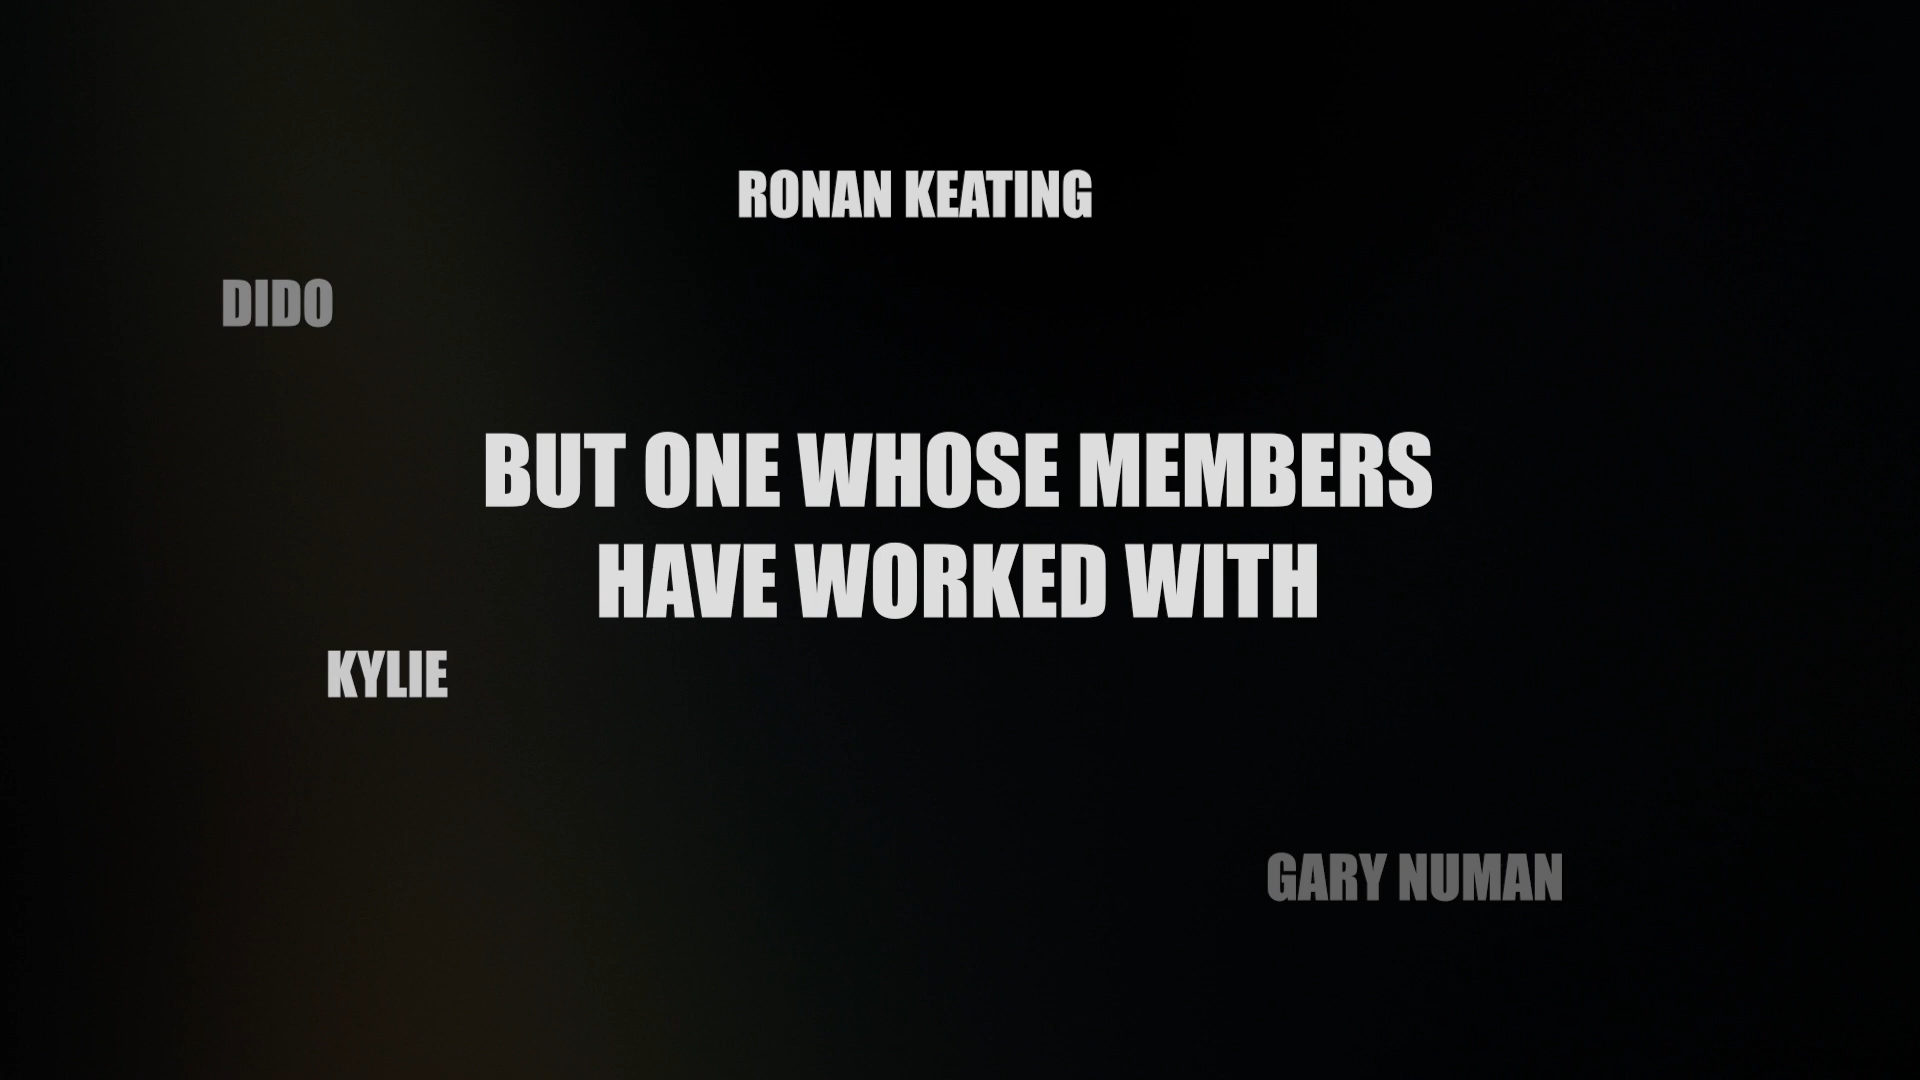 RONAN KEATING
DIDO
BUT ONE WHOSE MEMBERS
HAVE WORKED WITH
KYLIE
GARY NUMAN